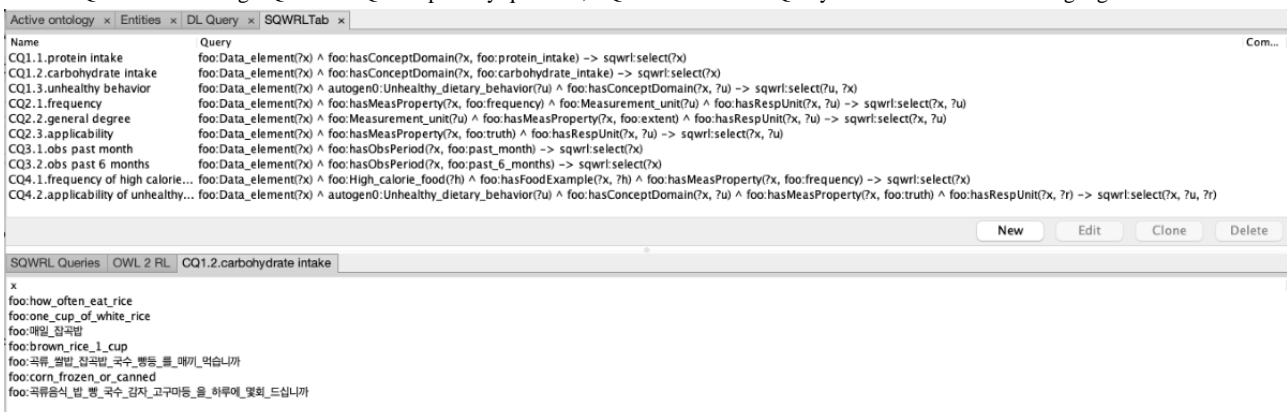 Active ontology × Entities × DL Query × SQWRLTab ×
Name Query Com...
CQ1.1.protein intake foo:Data_element(?x) ^ foo:hasConceptDomain(?x, foo:protein_intake) -> sqwrl:select(?x)
CQ1.2.carbohydrate intake foo:Data_element(?x) ^ foo:hasConceptDomain(?x, foo:carbohydrate_intake) -> sqwrl:select(?x)
CQ1.3.unhealthy behavior foo:Data_element(?x) ^ autogen0:Unhealthy_dietary_behavior(?u) ^ foo:hasConceptDomain(?x, ?u) -> sqwrl:select(?u, ?x)
CQ2.1.frequency foo:Data_element(?x) ^ foo:hasMeasProperty(?x, foo:frequency) ^ foo:Measurement_unit(?u) ^ foo:hasRespUnit(?x, ?u) -> sqwrl:select(?x, ?u)
CQ2.2.general degree foo:Data_element(?x) ^ foo:Measurement_unit(?u) ^ foo:hasMeasProperty(?x, foo:extent) ^ foo:hasRespUnit(?x, ?u) -> sqwrl:select(?x, ?u)
CQ2.3.applicability foo:Data_element(?x) ^ foo:hasMeasProperty(?x, foo:truth) ^ foo:hasRespUnit(?x, ?u) -> sqwrl:select(?x, ?u)
CQ3.1.obs past month foo:Data_element(?x) ^ foo:hasObsPeriod(?x, foo:past_month) -> sqwrl:select(?x)
CQ3.2.obs past 6 months foo:Data_element(?x) ^ foo:hasObsPeriod(?x, foo:past_6_months) -> sqwrl:select(?x)
CQ4.1.frequency of high calorie... foo:Data_element(?x) ^ foo:High_calorie_food(?h) ^ foo:hasFoodExample(?x, ?h) ^ foo:hasMeasProperty(?x, foo:frequency) -> sqwrl:select(?x)
CQ4.2.applicability of unhealthy... foo:Data_element(?x) ^ autogen0:Unhealthy_dietary_behavior(?u) ^ foo:hasConceptDomain(?x, ?u) ^ foo:hasMeasProperty(?x, foo:truth) ^ foo:hasRespUnit(?x, ?r) -> sqwrl:select(?x, ?u, ?r)
New Edit Clone Delete
SQWRL Queries OWL 2 RL CQ1.2.carbohydrate intake
x
foo:how_often_eat_rice
foo:one_cup_of_white_rice
foo:매일_잡곡밥
foo:brown_rice_1_cup
foo:곡류_쌀밥_잡곡밥_국수_빵등_를_매끼_먹습니까
foo:corn_frozen_or_canned
foo:곡류음식_밥_빵_국수_감자_고구마등_을_하루에_몇회_드십니까